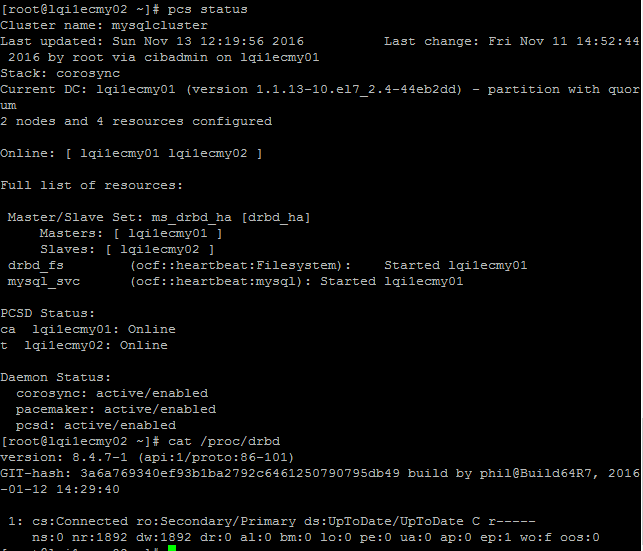 [root@lqi1ecmy02 ~]# pcs status
Cluster name: mysqlcluster
Last updated: Sun Nov 13 12:19:56 2016          Last change: Fri Nov 11 14:52:44
 2016 by root via cibadmin on lqi1ecmy01
Stack: corosync
Current DC: lqi1ecmy01 (version 1.1.13-10.el7_2.4-44eb2dd) - partition with quor
um
2 nodes and 4 resources configured
Online: [ lqi1ecmy01 lqi1ecmy02 ]
Full list of resources:
 Master/Slave Set: ms_drbd_ha [drbd_ha]
     Masters: [ lqi1ecmy01 ]
     Slaves: [ lqi1ecmy02 ]
 drbd_fs        (ocf::heartbeat:Filesystem):    Started lqi1ecmy01
 mysql_svc      (ocf::heartbeat:mysql): Started lqi1ecmy01
PCSD Status:
ca  lqi1ecmy01: Online
t  lqi1ecmy02: Online
Daemon Status:
  corosync: active/enabled
  pacemaker: active/enabled
  pcsd: active/enabled
[root@lqi1ecmy02 ~]# cat /proc/drbd
version: 8.4.7-1 (api:1/proto:86-101)
GIT-hash: 3a6a769340ef93b1ba2792c6461250790795db49 build by phil@Build64R7, 2016
-01-12 14:29:40
 1: cs:Connected ro:Secondary/Primary ds:UpToDate/UpToDate C r-----
    ns:0 nr:1892 dw:1892 dr:0 al:0 bm:0 lo:0 pe:0 ua:0 ap:0 ep:1 wo:f oos:0
[root@lqi1ecmy02 ~]#